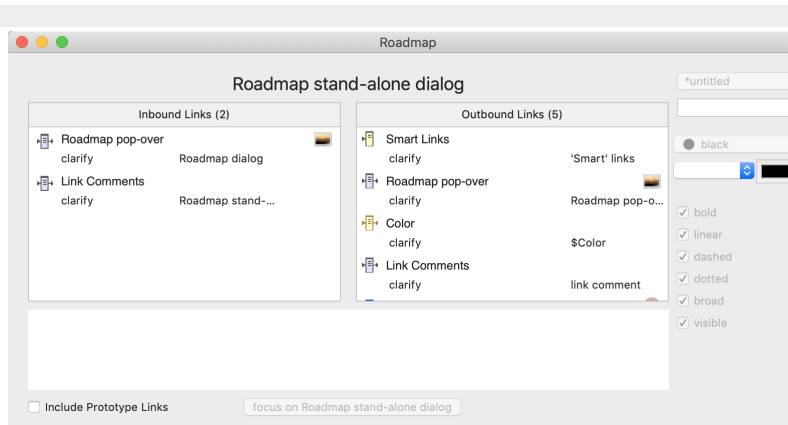 Roadmap
Roadmap stand-alone dialog
Inbound Links (2)
Roadmap pop-over
clarify Roadmap dialog
Link Comments
clarify Roadmap stand-...
Outbound Links (5)
Smart Links
clarify 'Smart' links
Roadmap pop-over
clarify Roadmap pop-o...
Color
clarify $Color
Link Comments
clarify link comment
*untitled
black
bold
linear
dashed
dotted
broad
visible
Include Prototype Links
focus on Roadmap stand-alone dialog